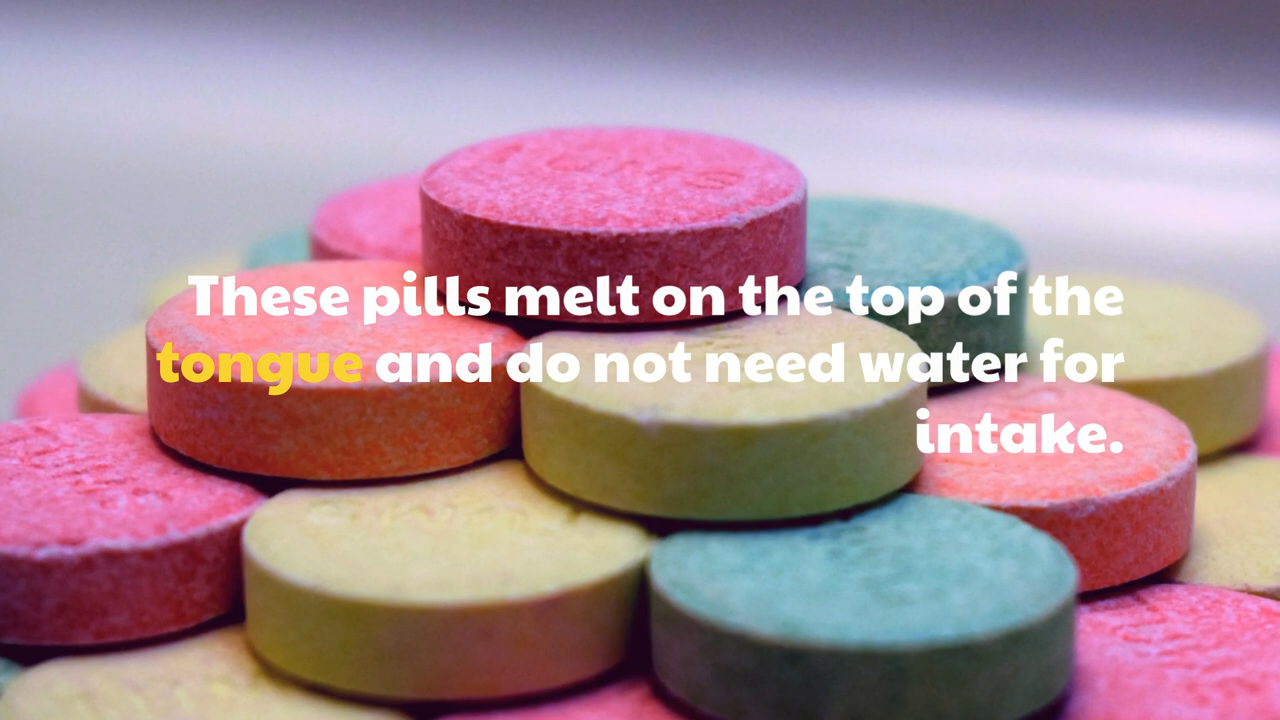 These pills melt on the top of the
tongue and do not need water for
intake.